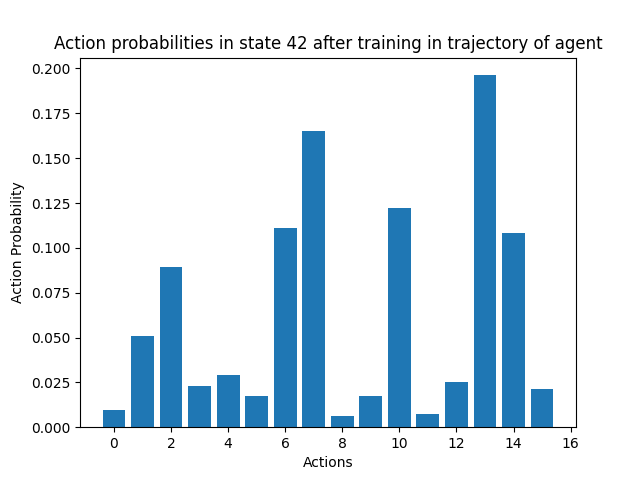 Action probabilities in state 42 after training in trajectory of agent
0.200
0.175
0.150
0.125
0.100
0.075
0.050
0.025
0.000
Action Probability
0 2 4 6 8 10 12 14 16
Actions